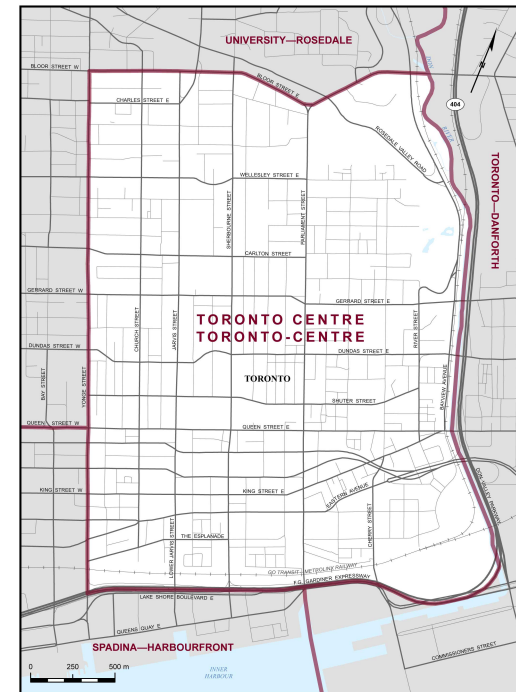 UNIVERSITY—ROSEDALE
BLOOR STREET W
BLOOR STREET E
DON
RIVER
N
404
CHARLES STREET E
ROSEDALE VALLEY ROAD
TORONTO—DANFORTH
WELLESLEY STREET E
SHERBOURNE STREET
PARLIAMENT STREET
CARLTON STREET
GERRARD STREET W
GERRARD STREET E
TORONTO CENTRE
TORONTO-CENTRE
CHURCH STREET
JARVIS STREET
RIVER STREET
DUNDAS STREET W
DUNDAS STREET E
BAY STREET
YONGE STREET
TORONTO
BAYVIEW AVENUE
SHUTER STREET
QUEEN STREET W
QUEEN STREET E
KING STREET W
KING STREET E
EASTERN AVENUE
DON VALLEY PARKWAY
CHERRY STREET
THE ESPLANADE
LOWER JARVIS STREET
GO TRANSIT - METROLINX RAILWAY
F.G. GARDINER EXPRESSWAY
LAKE SHORE BOULEVARD E
QUEENS QUAY E
COMMISSIONERS STREET
SPADINA—HARBOURFRONT
INNER
HARBOUR
0 250 500 m